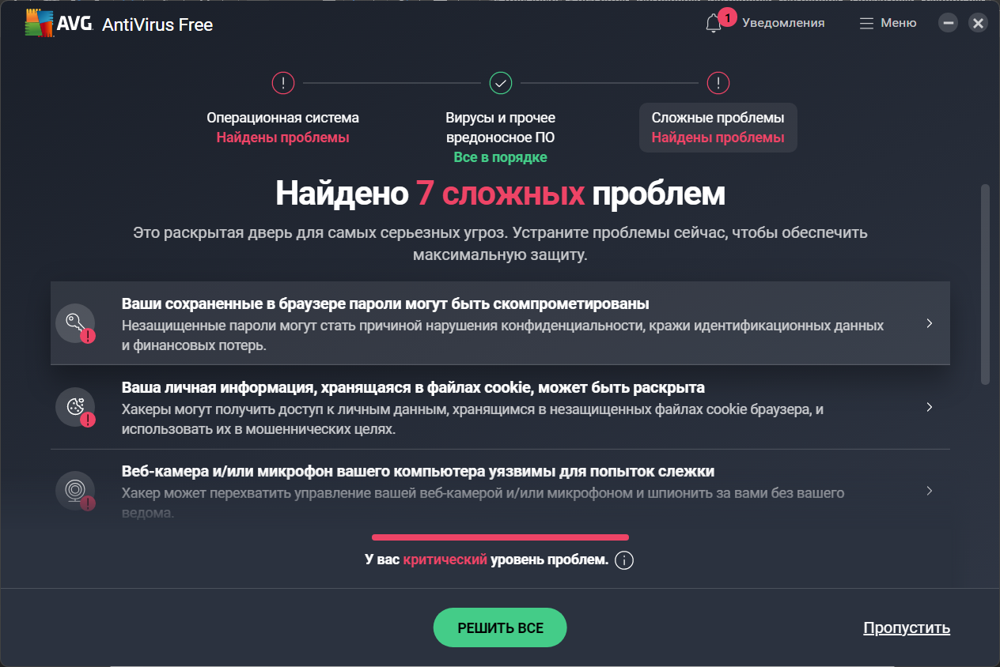 AVG AntiVirus Free
1 Уведомления
Меню
! ! 
Операционная система
Найдены проблемы
Вирусы и прочее
вредоносное ПО
Все в порядке
Сложные проблемы
Найдены проблемы
Найдено 7 сложных проблем
Это раскрытая дверь для самых серьезных угроз. Устраните проблемы сейчас, чтобы обеспечить
максимальную защиту.
Ваши сохраненные в браузере пароли могут быть скомпрометированы
Незащищенные пароли могут стать причиной нарушения конфиденциальности, кражи идентификационных данных
и финансовых потерь.
Ваша личная информация, хранящаяся в файлах cookie, может быть раскрыта
Хакеры могут получить доступ к личным данным, хранящимся в незащищенных файлах cookie браузера, и
использовать их в мошеннических целях.
Веб-камера и/или микрофон вашего компьютера уязвимы для попыток слежки
Хакер может перехватить управление вашей веб-камерой и/или микрофоном и шпионить за вами без вашего
ведома.
У вас критический уровень проблем.
РЕШИТЬ ВСЕ
Пропустить